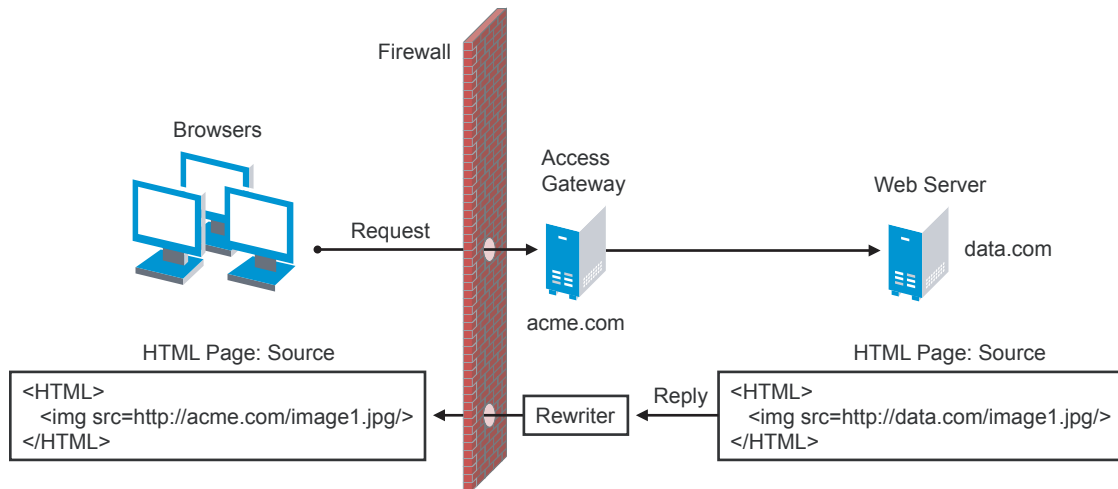 Firewall
Browsers
Access
Gateway
Web Server
Request
data.com
acme.com
HTML Page: Source
HTML Page: Source
<HTML>
<img src=http://acme.com/image1.jpg/>
</HTML>
Rewriter
Reply
<HTML>
<img src=http://data.com/image1.jpg/>
</HTML>